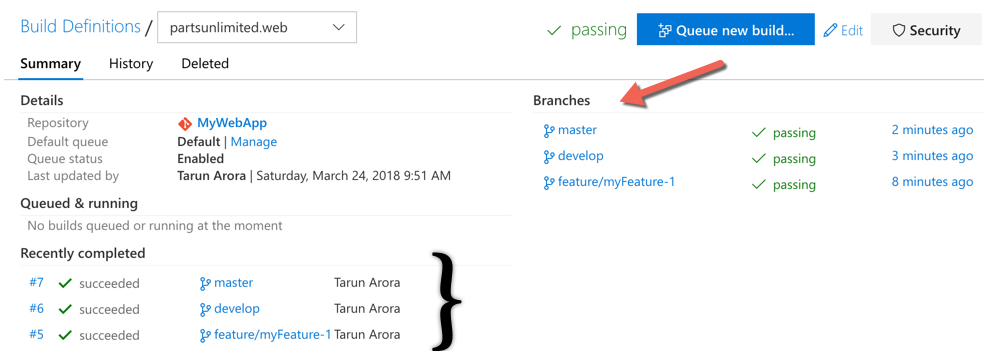 Build Definitions / partsunlimited.web
passing
Queue new build...
Edit
Security
Summary History Deleted
Details
Repository MyWebApp
Default queue Default | Manage
Queue status Enabled
Last updated by Tarun Arora | Saturday, March 24, 2018 9:51 AM
Queued & running
No builds queued or running at the moment
Recently completed
#7 succeeded master Tarun Arora
#6 succeeded develop Tarun Arora
#5 succeeded feature/myFeature-1 Tarun Arora
Branches
master passing 2 minutes ago
develop passing 3 minutes ago
feature/myFeature-1 passing 8 minutes ago